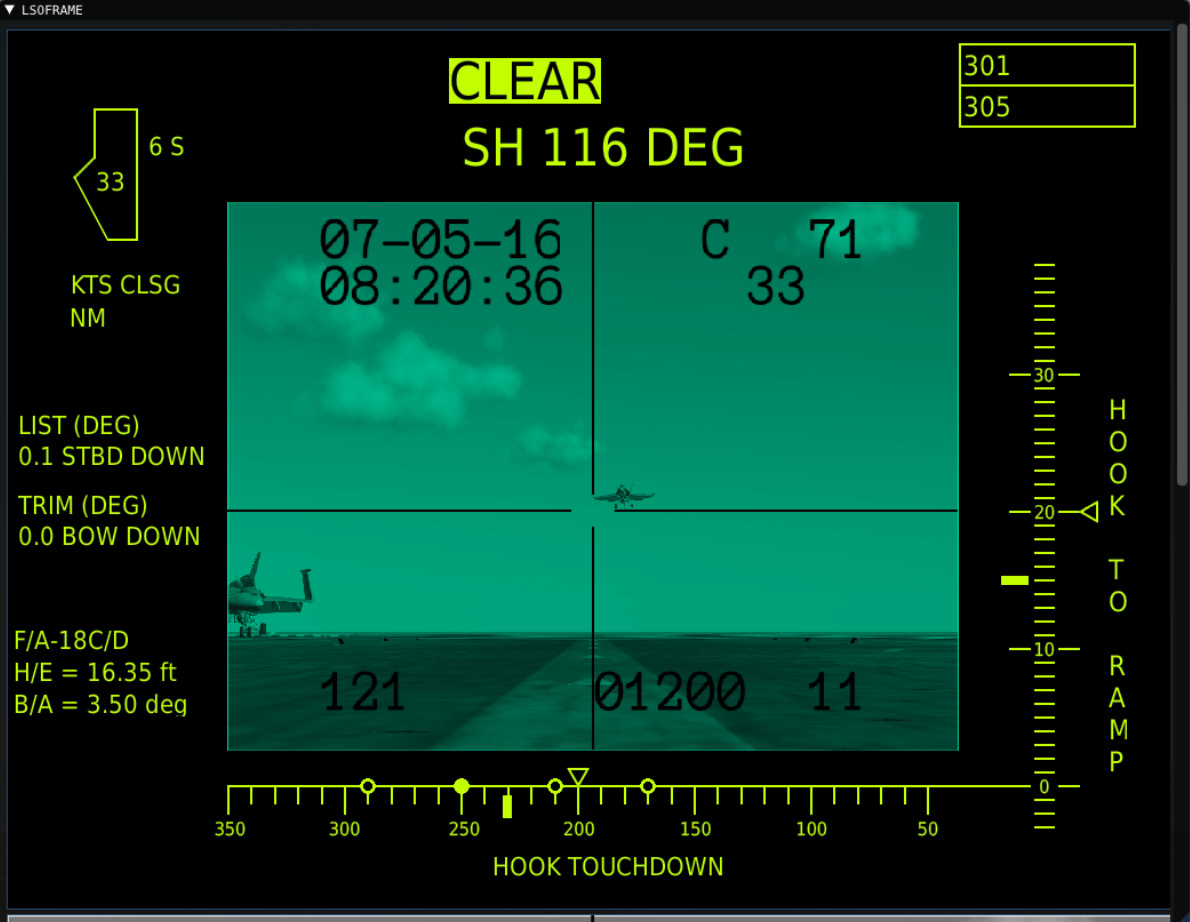 LSOFRAME
CLEAR
SH 116 DEG
301
305
6 S
33
KTS CLSG
NM
07-05-16
08:20:36
C 71
33
LIST (DEG)
0.1 STBD DOWN
TRIM (DEG)
0.0 BOW DOWN
F/A-18C/D
H/E = 16.35 ft
B/A = 3.50 deg
121
01200
11
30
20
10
0
HOOK TO RAMP
350 300 250 200 150 100 50
HOOK TOUCHDOWN